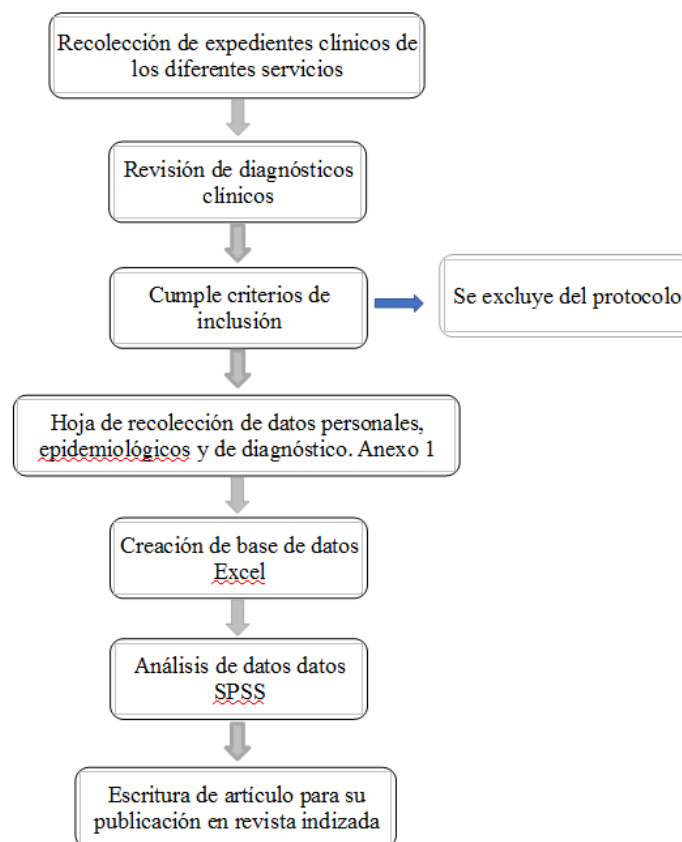 Recolección de expedientes clínicos de
los diferentes servicios
Revisión de diagnósticos
clínicos
Cumple criterios de
inclusión
Se excluye del protocolo
Hoja de recolección de datos personales,
epidemiológicos y de diagnóstico. Anexo 1
Creación de base de datos
Excel
Análisis de datos datos
SPSS
Escritura de artículo para su
publicación en revista indizada